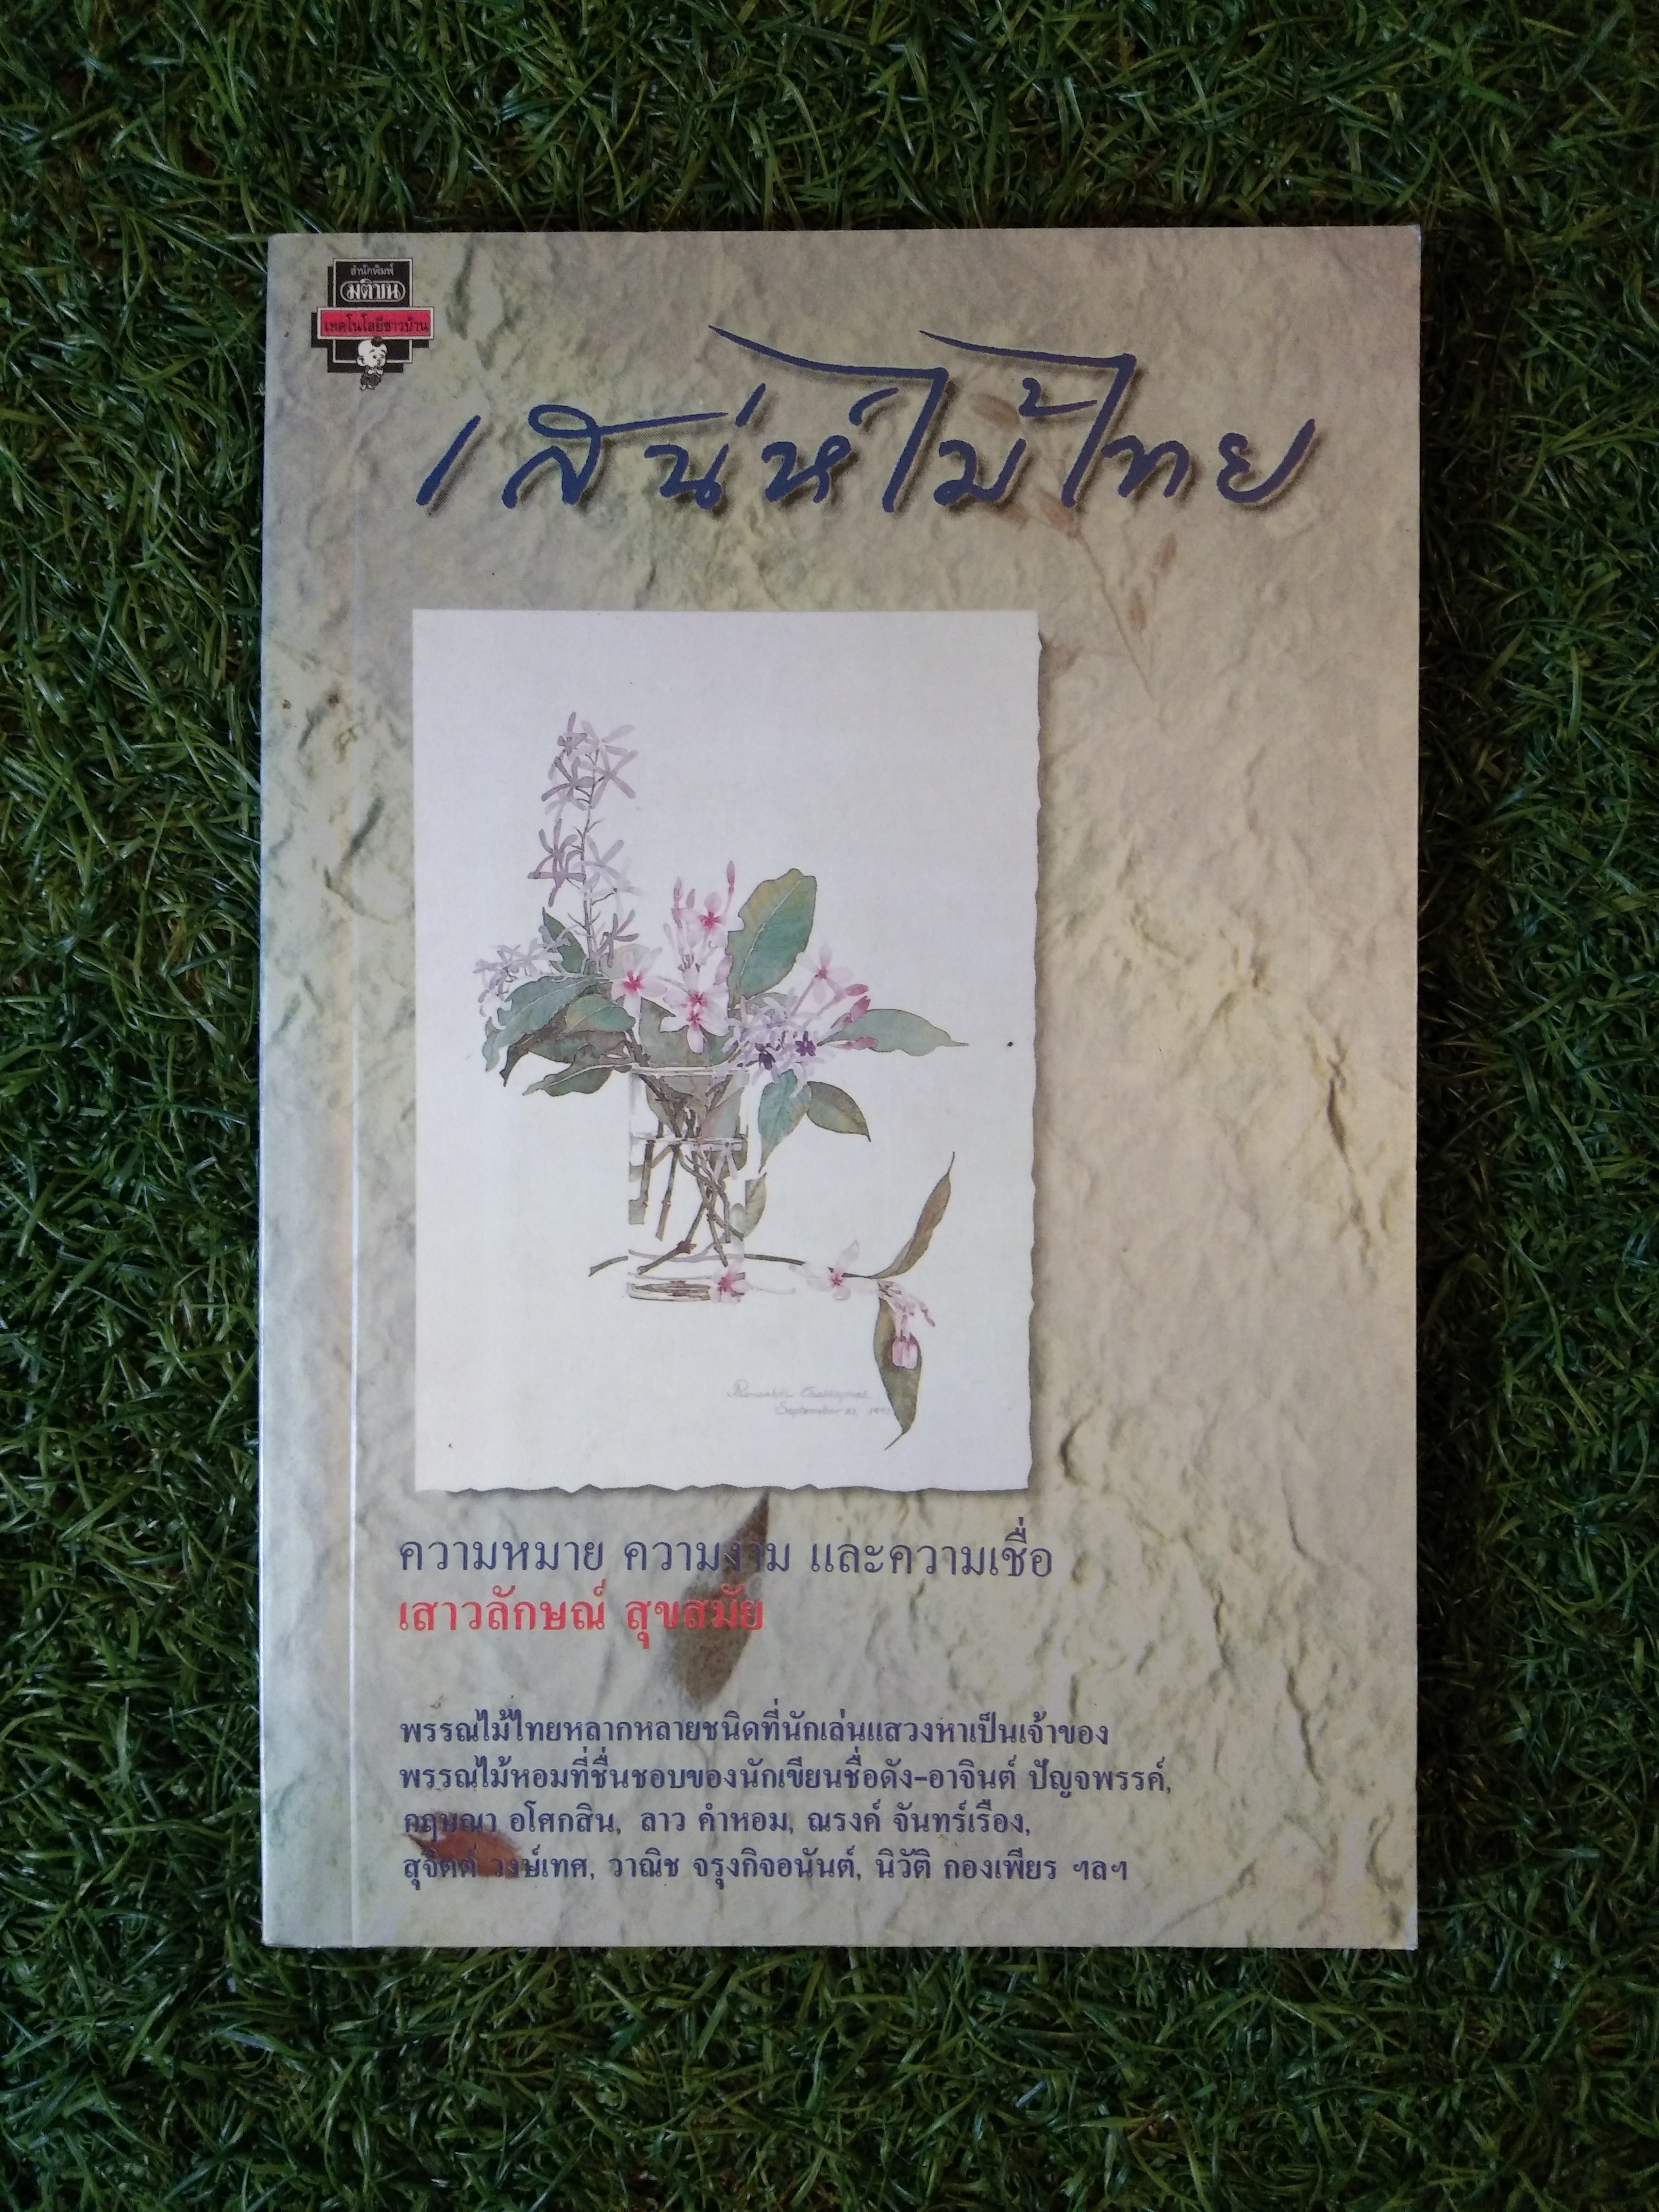 สำนักพิมพ์
มติชน
เทคโนโลยีชาวบ้าน
เสน่ห์ไม้ไทย
September
ความหมาย ความงาม และความเชื่อ
เสาวลักษณ์ สุขสมัย
พรรณไม้ไทยหลากหลายชนิดที่นักเล่นแสวงหาเป็นเจ้าของ
พรรณไม้หอมที่ชื่นชอบของนักเขียนชื่อดัง-อาจินต์ ปัญจพรรค์,
กฤษณา อโศกสิน, ลาว คำหอม, ณรงค์ จันทร์เรือง,
สุจิตต์ วงษ์เทศ, วาณิช จรุงกิจอนันต์, นิวัติ กองเพียร ฯลฯ